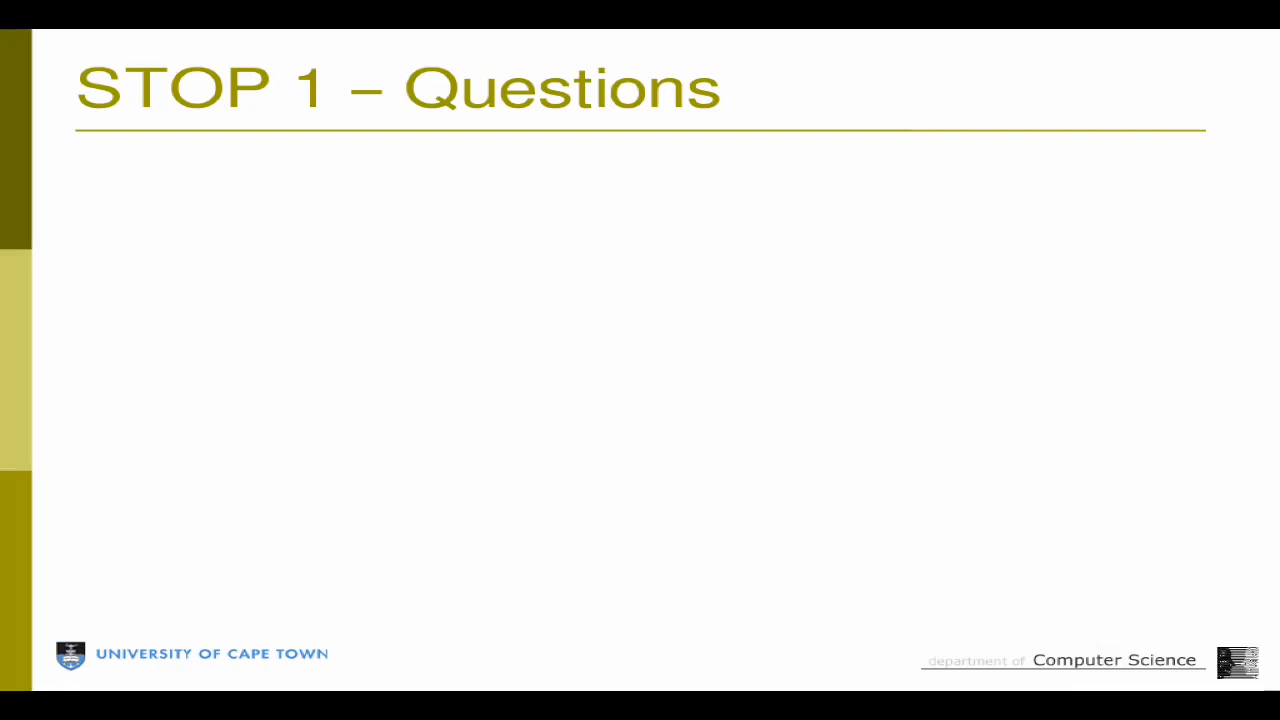 STOP 1 – Questions
UNIVERSITY OF CAPE TOWN
department of Computer Science